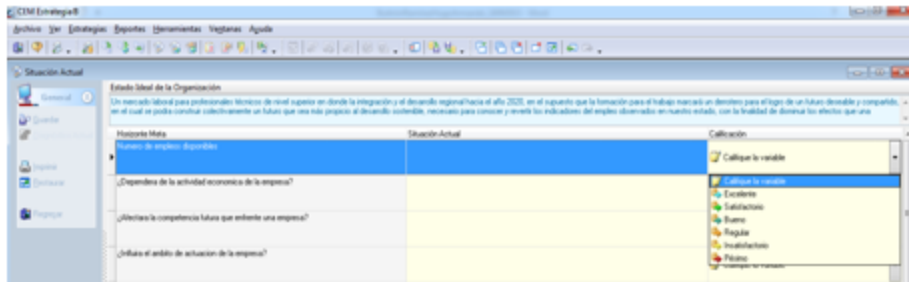 CEMI Estrategia®
Archivo Ver Estrategias Reportes Herramientas Ventanas Ayuda
Situación Actual
General
Estado Ideal de la Organización
Un mercado laboral para profesionales técnicos de nivel superior en donde la integración y el desarrollo regional hacia el año 2020, en el supuesto que la formación para el trabajo marcará un derrotero para el logro de un futuro deseable y compartido,
en el cual se podría construir colectivamente un futuro que sea más propicio al desarrollo sostenible, necesario para conocer y revertir los indicadores del empleo observados en nuestro estado, con la finalidad de disminuir los efectos que una
Horizonte Meta Situación Actual Calificación
Numero de empleos disponibles
Califique la variable
¿Dependera de la actividad economica de la empresa?
Califique la variable
Excelente
Satisfactorio
Bueno
¿Afectara la competencia futura que enfrente una empresa?
Regular
Insatisfactorio
Pésimo
¿Influira el ambito de actuacion de la empresa?
Imprimir
Regresar